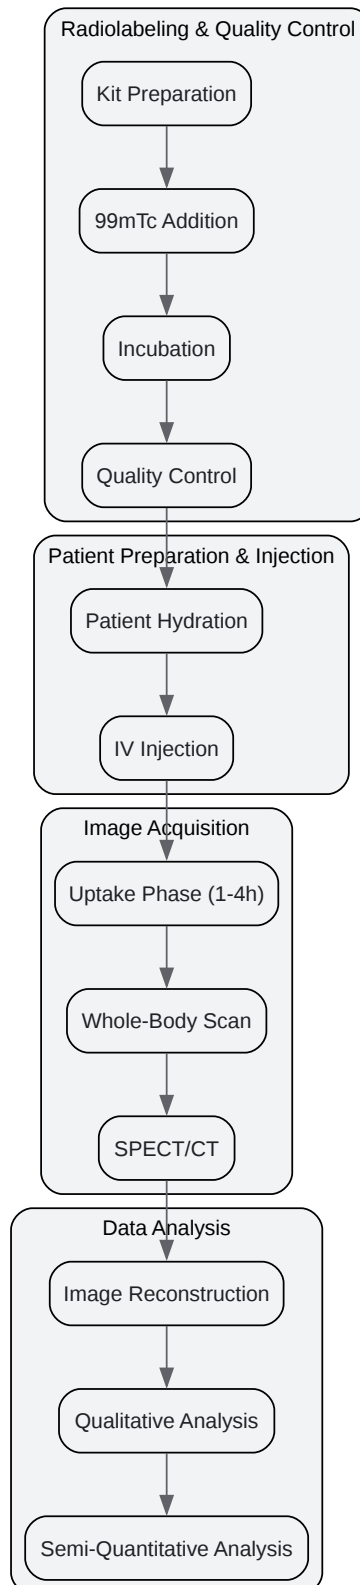 Radiolabeling & Quality Control
Kit Preparation
99mTc Addition
Incubation
Quality Control
Patient Preparation & Injection
Patient Hydration
IV Injection
Image Acquisition
Uptake Phase (1-4h)
Whole-Body Scan
SPECT/CT
Data Analysis
Image Reconstruction
Qualitative Analysis
Semi-Quantitative Analysis